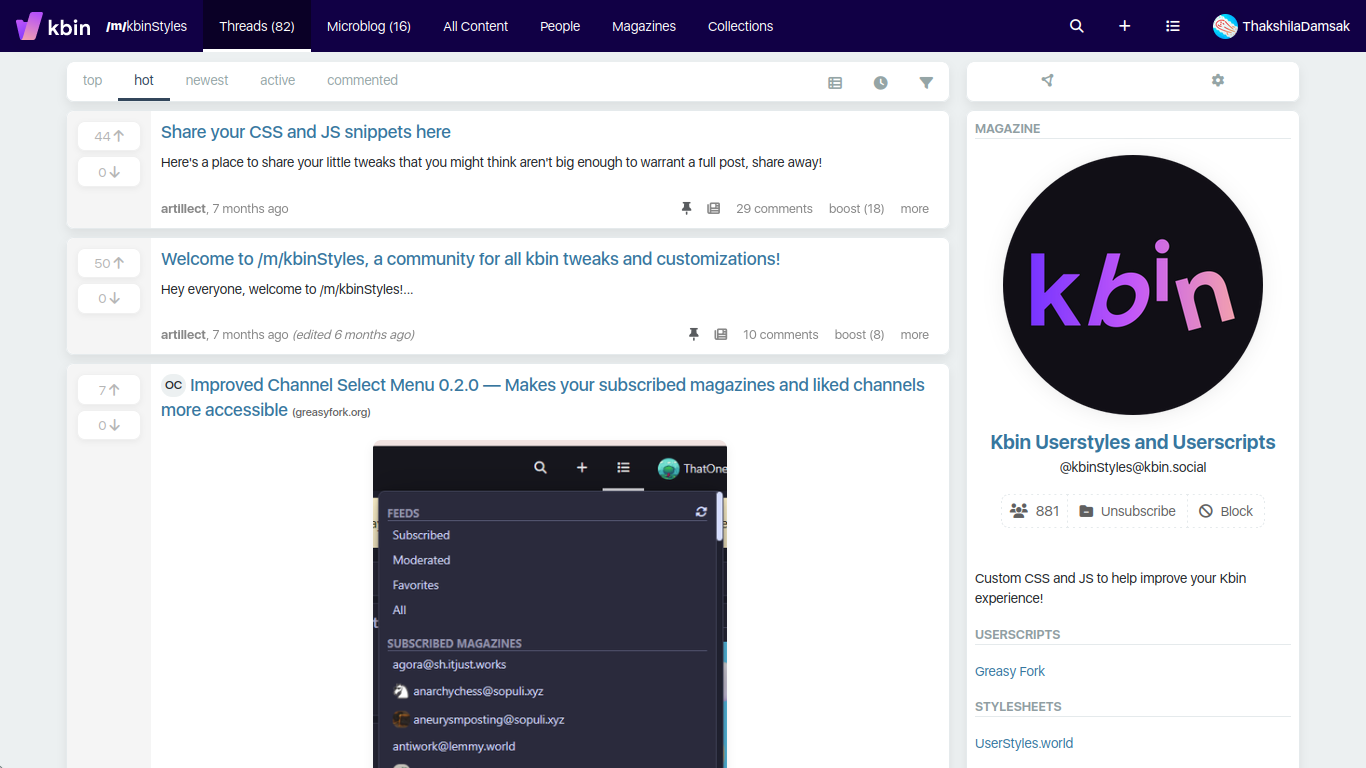 kbin /m/kbinStyles Threads (82) Microblog (16) All Content People Magazines Collections ThakshilaDamsak
top hot newest active commented
44
0
Share your CSS and JS snippets here
Here's a place to share your little tweaks that you might think aren't big enough to warrant a full post, share away!
artillect, 7 months ago 29 comments boost (18) more
50
0
Welcome to /m/kbinStyles, a community for all kbin tweaks and customizations!
Hey everyone, welcome to /m/kbinStyles!...
artillect, 7 months ago (edited 6 months ago) 10 comments boost (8) more
7
0
OC Improved Channel Select Menu 0.2.0 — Makes your subscribed magazines and liked channels
more accessible (greasyfork.org)
ThatOne
FEEDS
Subscribed
Moderated
Favorites
All
SUBSCRIBED MAGAZINES
agora@sh.itjust.works
anarchychess@sopuli.xyz
aneurysmposting@sopuli.xyz
antiwork@lemmy.world
MAGAZINE
kbin
Kbin Userstyles and Userscripts
@kbinStyles@kbin.social
881 Unsubscribe Block
Custom CSS and JS to help improve your Kbin
experience!
USERSCRIPTS
Greasy Fork
STYLESHEETS
UserStyles.world